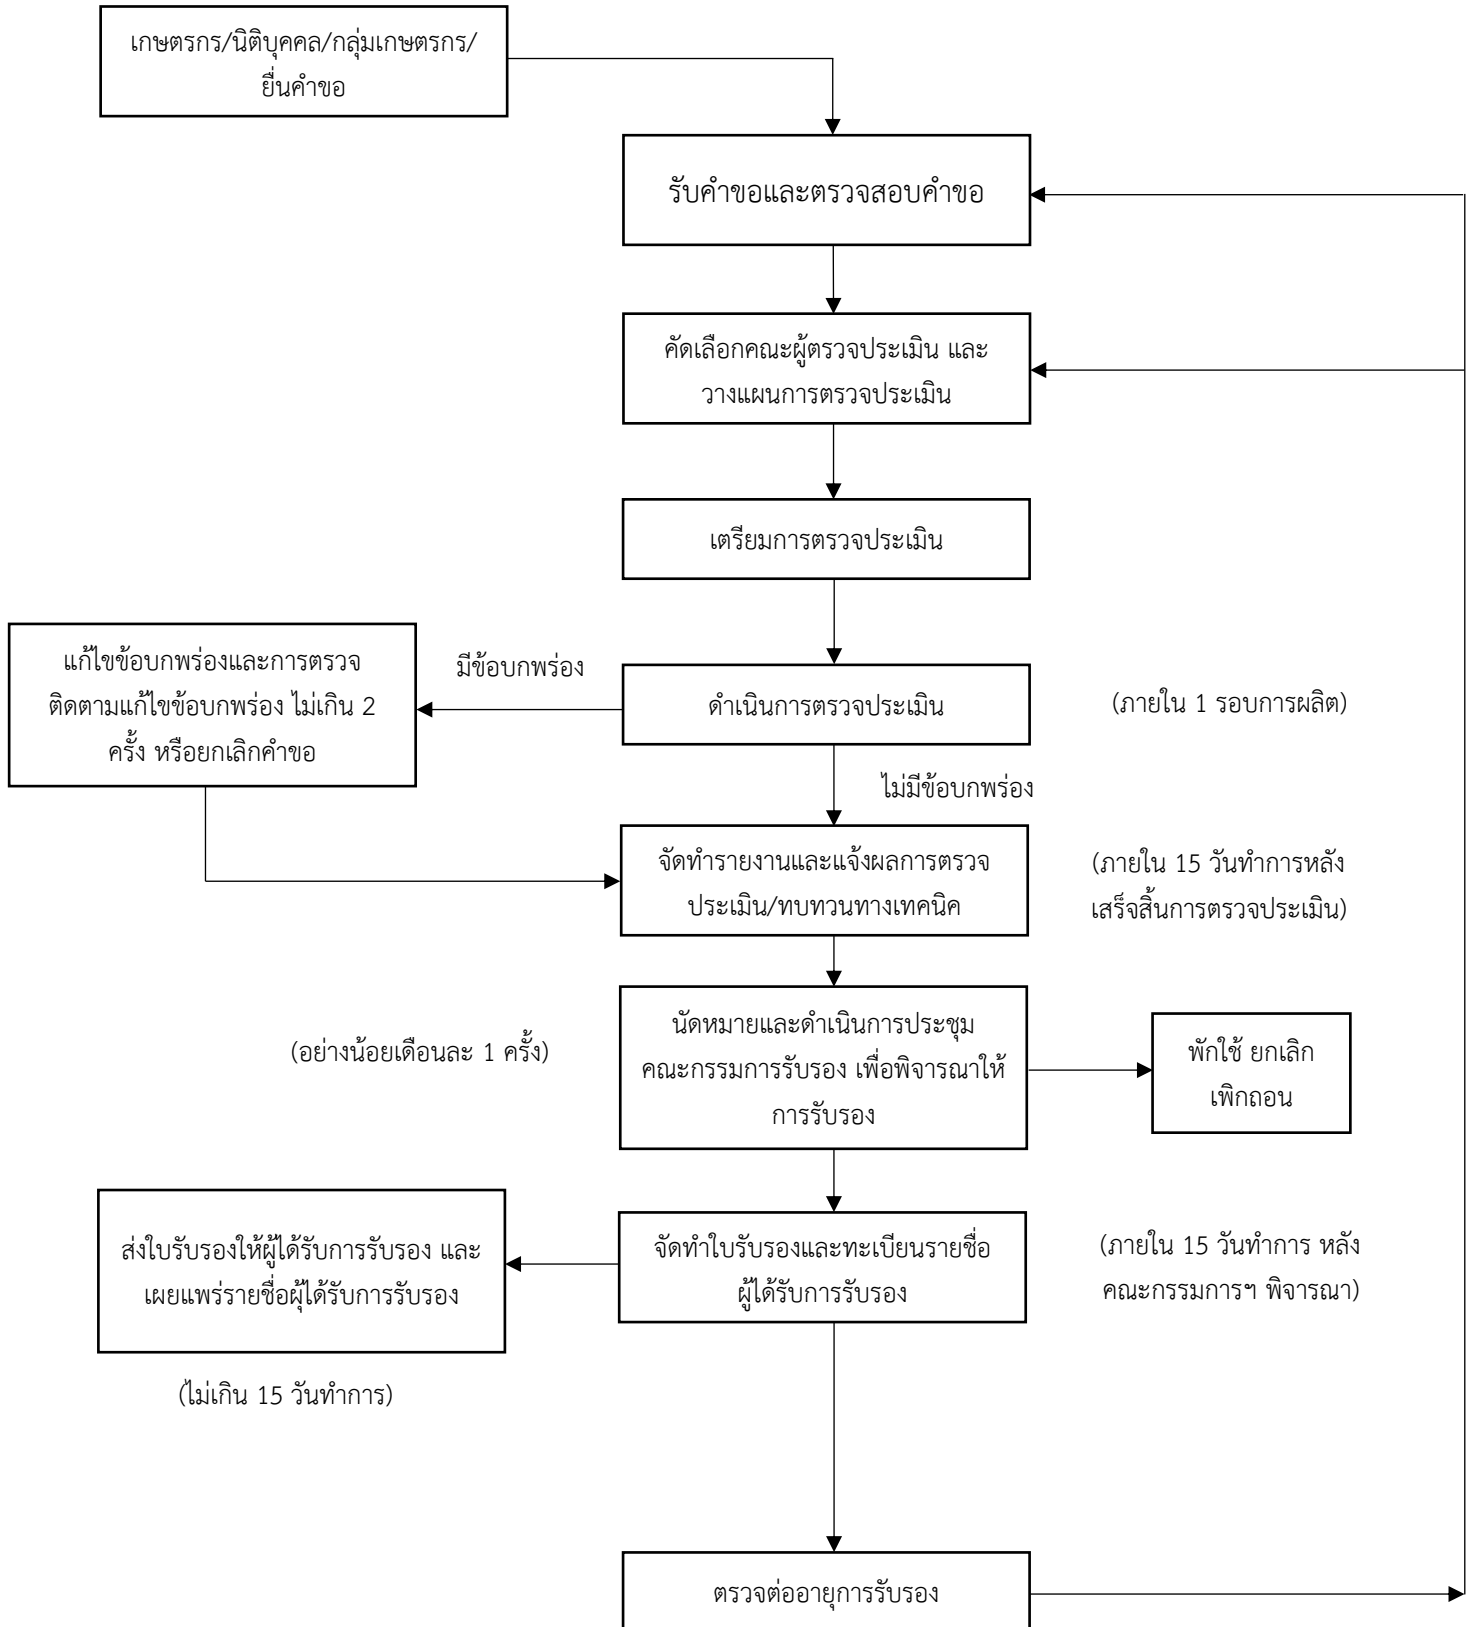 เกษตรกร/นิติบุคคล/กลุ่มเกษตรกร/
ยื่นคำขอ
รับคำขอและตรวจสอบคำขอ
คัดเลือกคณะผู้ตรวจประเมิน และ
วางแผนการตรวจประเมิน
เตรียมการตรวจประเมิน
แก้ไขข้อบกพร่องและการตรวจ
ติดตามแก้ไขข้อบกพร่อง ไม่เกิน 2
ครั้ง หรือยกเลิกคำขอ
มีข้อบกพร่อง
ดำเนินการตรวจประเมิน
(ภายใน 1 รอบการผลิต)
ไม่มีข้อบกพร่อง
จัดทำรายงานและแจ้งผลการตรวจ
ประเมิน/ทบทวนทางเทคนิค
(ภายใน 15 วันทำการหลัง
เสร็จสิ้นการตรวจประเมิน)
(อย่างน้อยเดือนละ 1 ครั้ง)
นัดหมายและดำเนินการประชุม
คณะกรรมการรับรอง เพื่อพิจารณาให้
การรับรอง
พักใช้ ยกเลิก
เพิกถอน
ส่งใบรับรองให้ผู้ได้รับการรับรอง และ
เผยแพร่รายชื่อผุ้ได้รับการรับรอง
(ไม่เกิน 15 วันทำการ)
จัดทำใบรับรองและทะเบียนรายชื่อ
ผู้ได้รับการรับรอง
(ภายใน 15 วันทำการ หลัง
คณะกรรมการฯ พิจารณา)
ตรวจต่ออายุการรับรอง